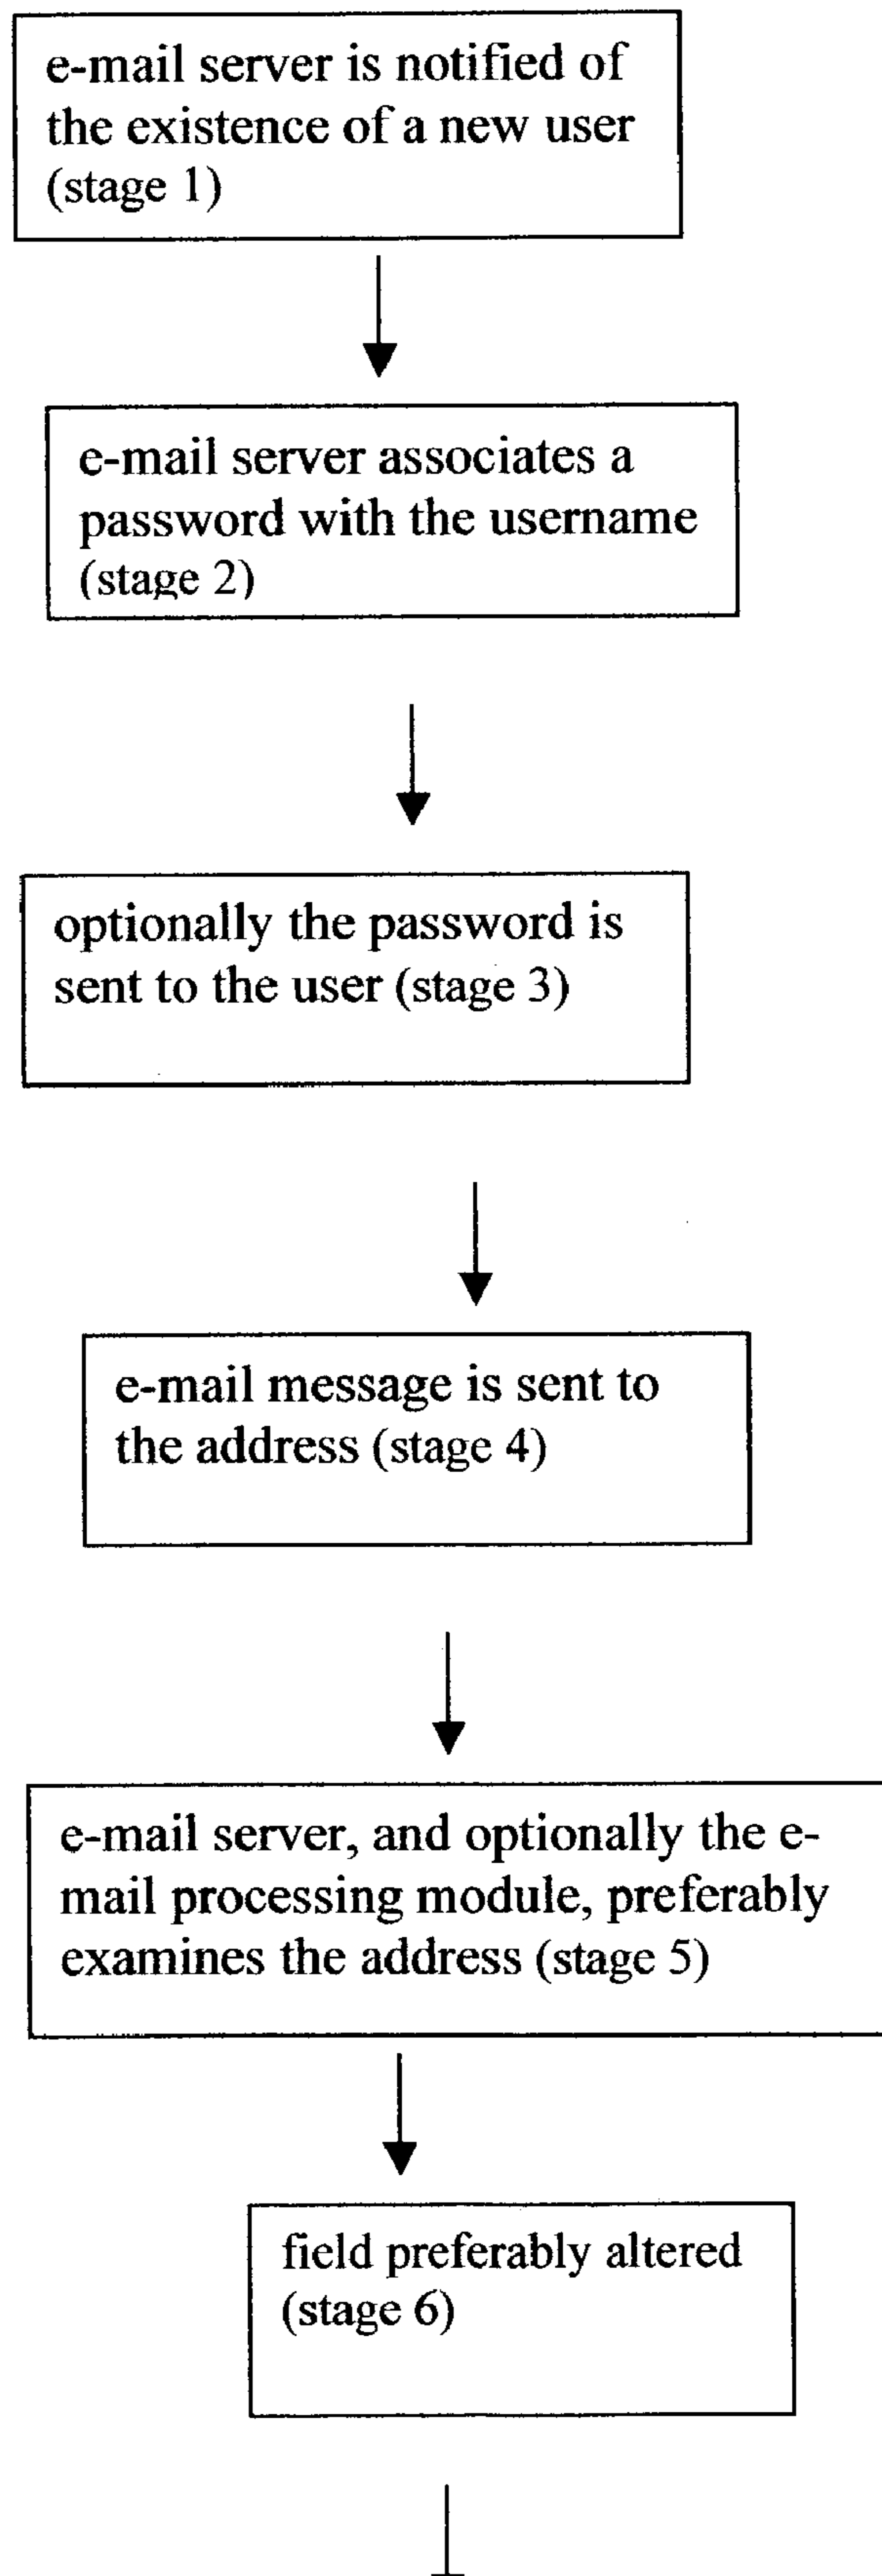 e-mail server is notified of
the existence of a new user
(stage 1)
e-mail server associates a
password with the username
(stage 2)
optionally the password is
sent to the user (stage 3)
e-mail message is sent to
the address (stage 4)
e-mail server, and optionally the e-
mail processing module, preferably
examines the address (stage 5)
field preferably altered
(stage 6)